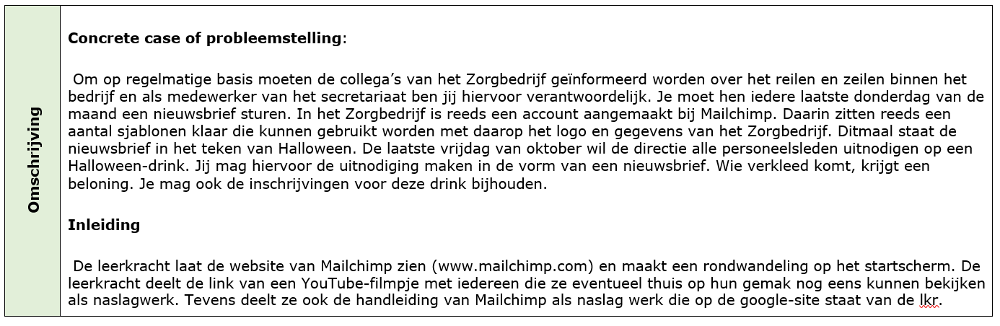 Omschrijving
Concrete case of probleemstelling:
Om op regelmatige basis moeten de collega’s van het Zorgbedrijf geïnformeerd worden over het reilen en zeilen binnen het
bedrijf en als medewerker van het secretariaat ben jij hiervoor verantwoordelijk. Je moet hen iedere laatste donderdag van de
maand een nieuwsbrief sturen. In het Zorgbedrijf is reeds een account aangemaakt bij Mailchimp. Daarin zitten reeds een
aantal sjablonen klaar die kunnen gebruikt worden met daarop het logo en gegevens van het Zorgbedrijf. Ditmaal staat de
nieuwsbrief in het teken van Halloween. De laatste vrijdag van oktober wil de directie alle personeelsleden uitnodigen op een
Halloween-drink. Jij mag hiervoor de uitnodiging maken in de vorm van een nieuwsbrief. Wie verkleed komt, krijgt een
beloning. Je mag ook de inschrijvingen voor deze drink bijhouden.
Inleiding
De leerkracht laat de website van Mailchimp zien (www.mailchimp.com) en maakt een rondwandeling op het startscherm. De
leerkracht deelt de link van een YouTube-filmpje met iedereen die ze eventueel thuis op hun gemak nog eens kunnen bekijken
als naslagwerk. Tevens deelt ze ook de handleiding van Mailchimp als naslag werk die op de google-site staat van de lkr.